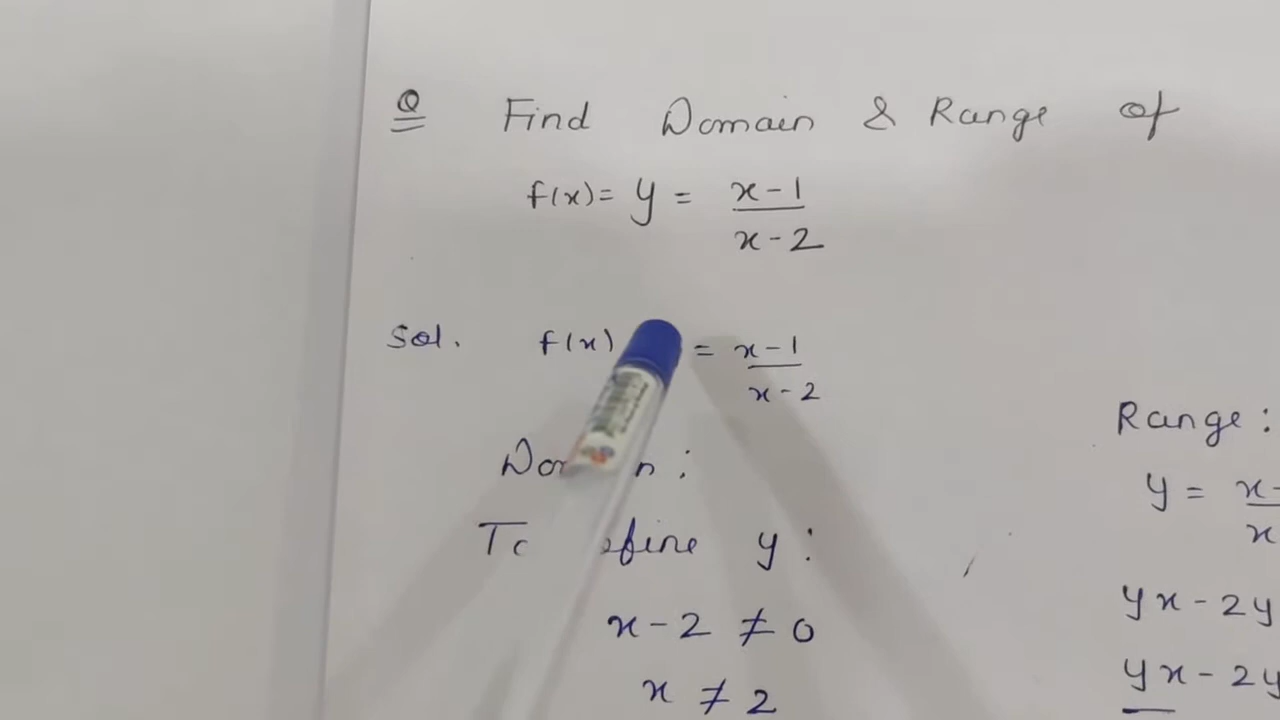 Q Find Domain & Range of
f(x) = y = x-1 / x-2
Sol. f(x) = x-1 / x-2
:
y :
x-2 ≠ 0
x ≠ 2
Range :
y = x- / x
yx - 2y
yx - 2y